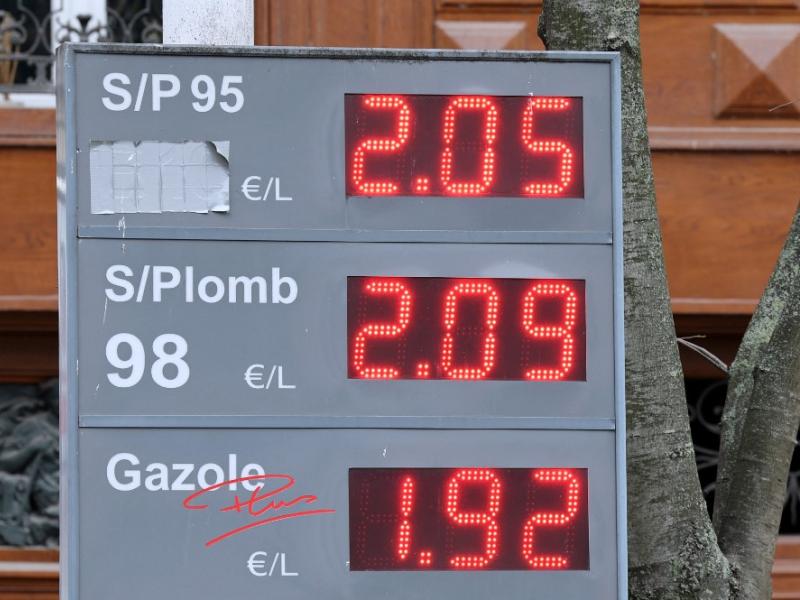 S/P 95
2.05
€/L
S/Plomb
98
2.09
€/L
Gazole
Plus
1.92
€/L